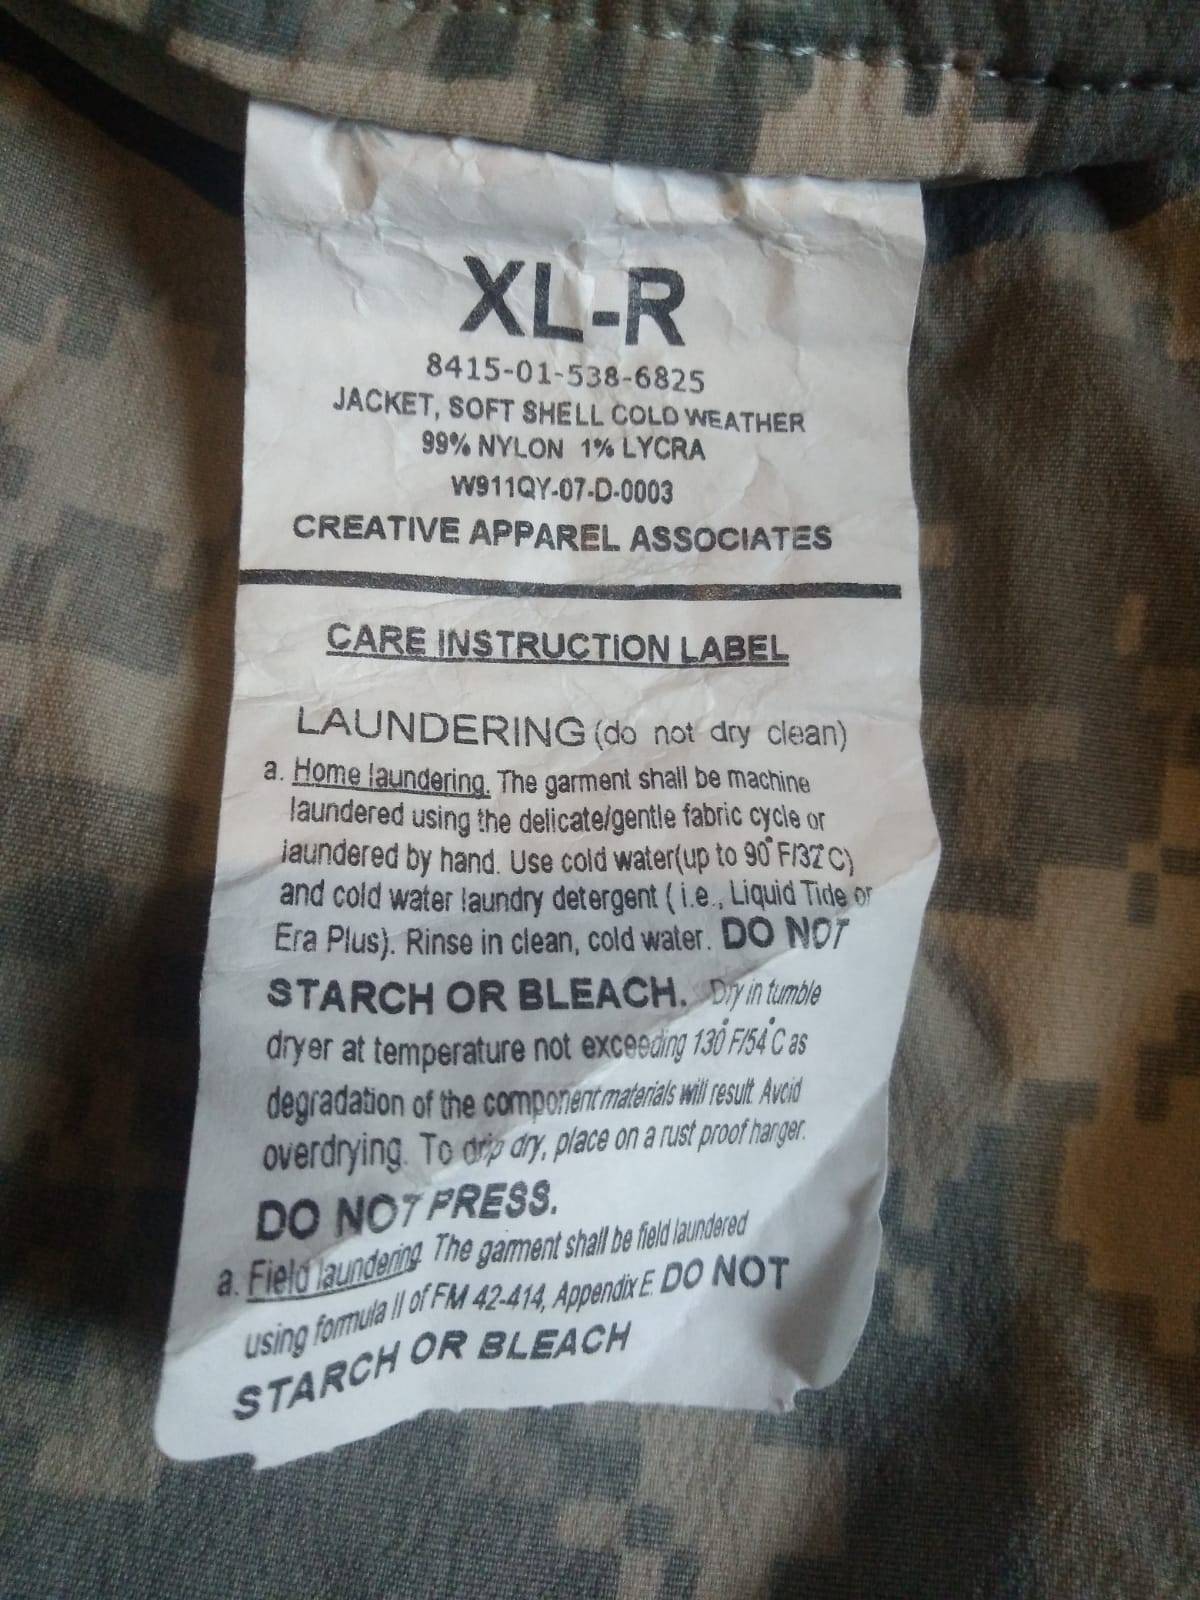 XL-R
8415-01-538-6825
JACKET, SOFT SHELL COLD WEATHER
99% NYLON 1% LYCRA
W911QY-07-D-0003
CREATIVE APPAREL ASSOCIATES
CARE INSTRUCTION LABEL
LAUNDERING (do not dry clean)
a. Home laundering. The garment shall be machine
laundered using the delicate/gentle fabric cycle or
laundered by hand. Use cold water(up to 90°F/32°C)
and cold water laundry detergent ( i.e., Liquid Tide or
Era Plus). Rinse in clean, cold water. DO NOT
STARCH OR BLEACH. Dry in tumble
dryer at temperature not exceeding 130°F/54°C as
degradation of the component materials will result. Avoid
overdrying. To drip dry, place on a rust proof hanger.
DO NOT PRESS.
a. Field laundering. The garment shall be field laundered
using formula II of FM 42-414, Appendix E. DO NOT
STARCH OR BLEACH